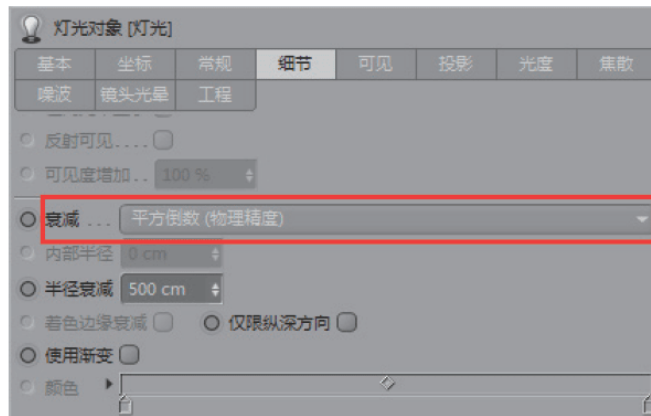 灯光对象 [灯光]
基本 坐标 常规 细节 可见 投影 光度 焦散
噪波 镜头光晕 工程
反射可见....
可见度增加.. 100 %
衰减 ... 平方倒数 (物理精度)
内部半径 0 cm
半径衰减 500 cm
着色边缘衰减 仅限纵深方向
使用渐变
颜色